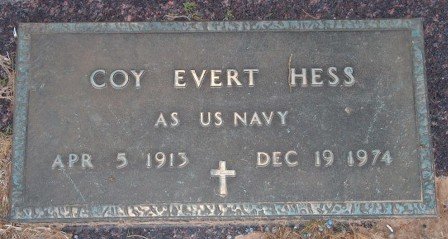 COY EVERT HESS
AS US NAVY
APR 5 1913 DEC 19 1974